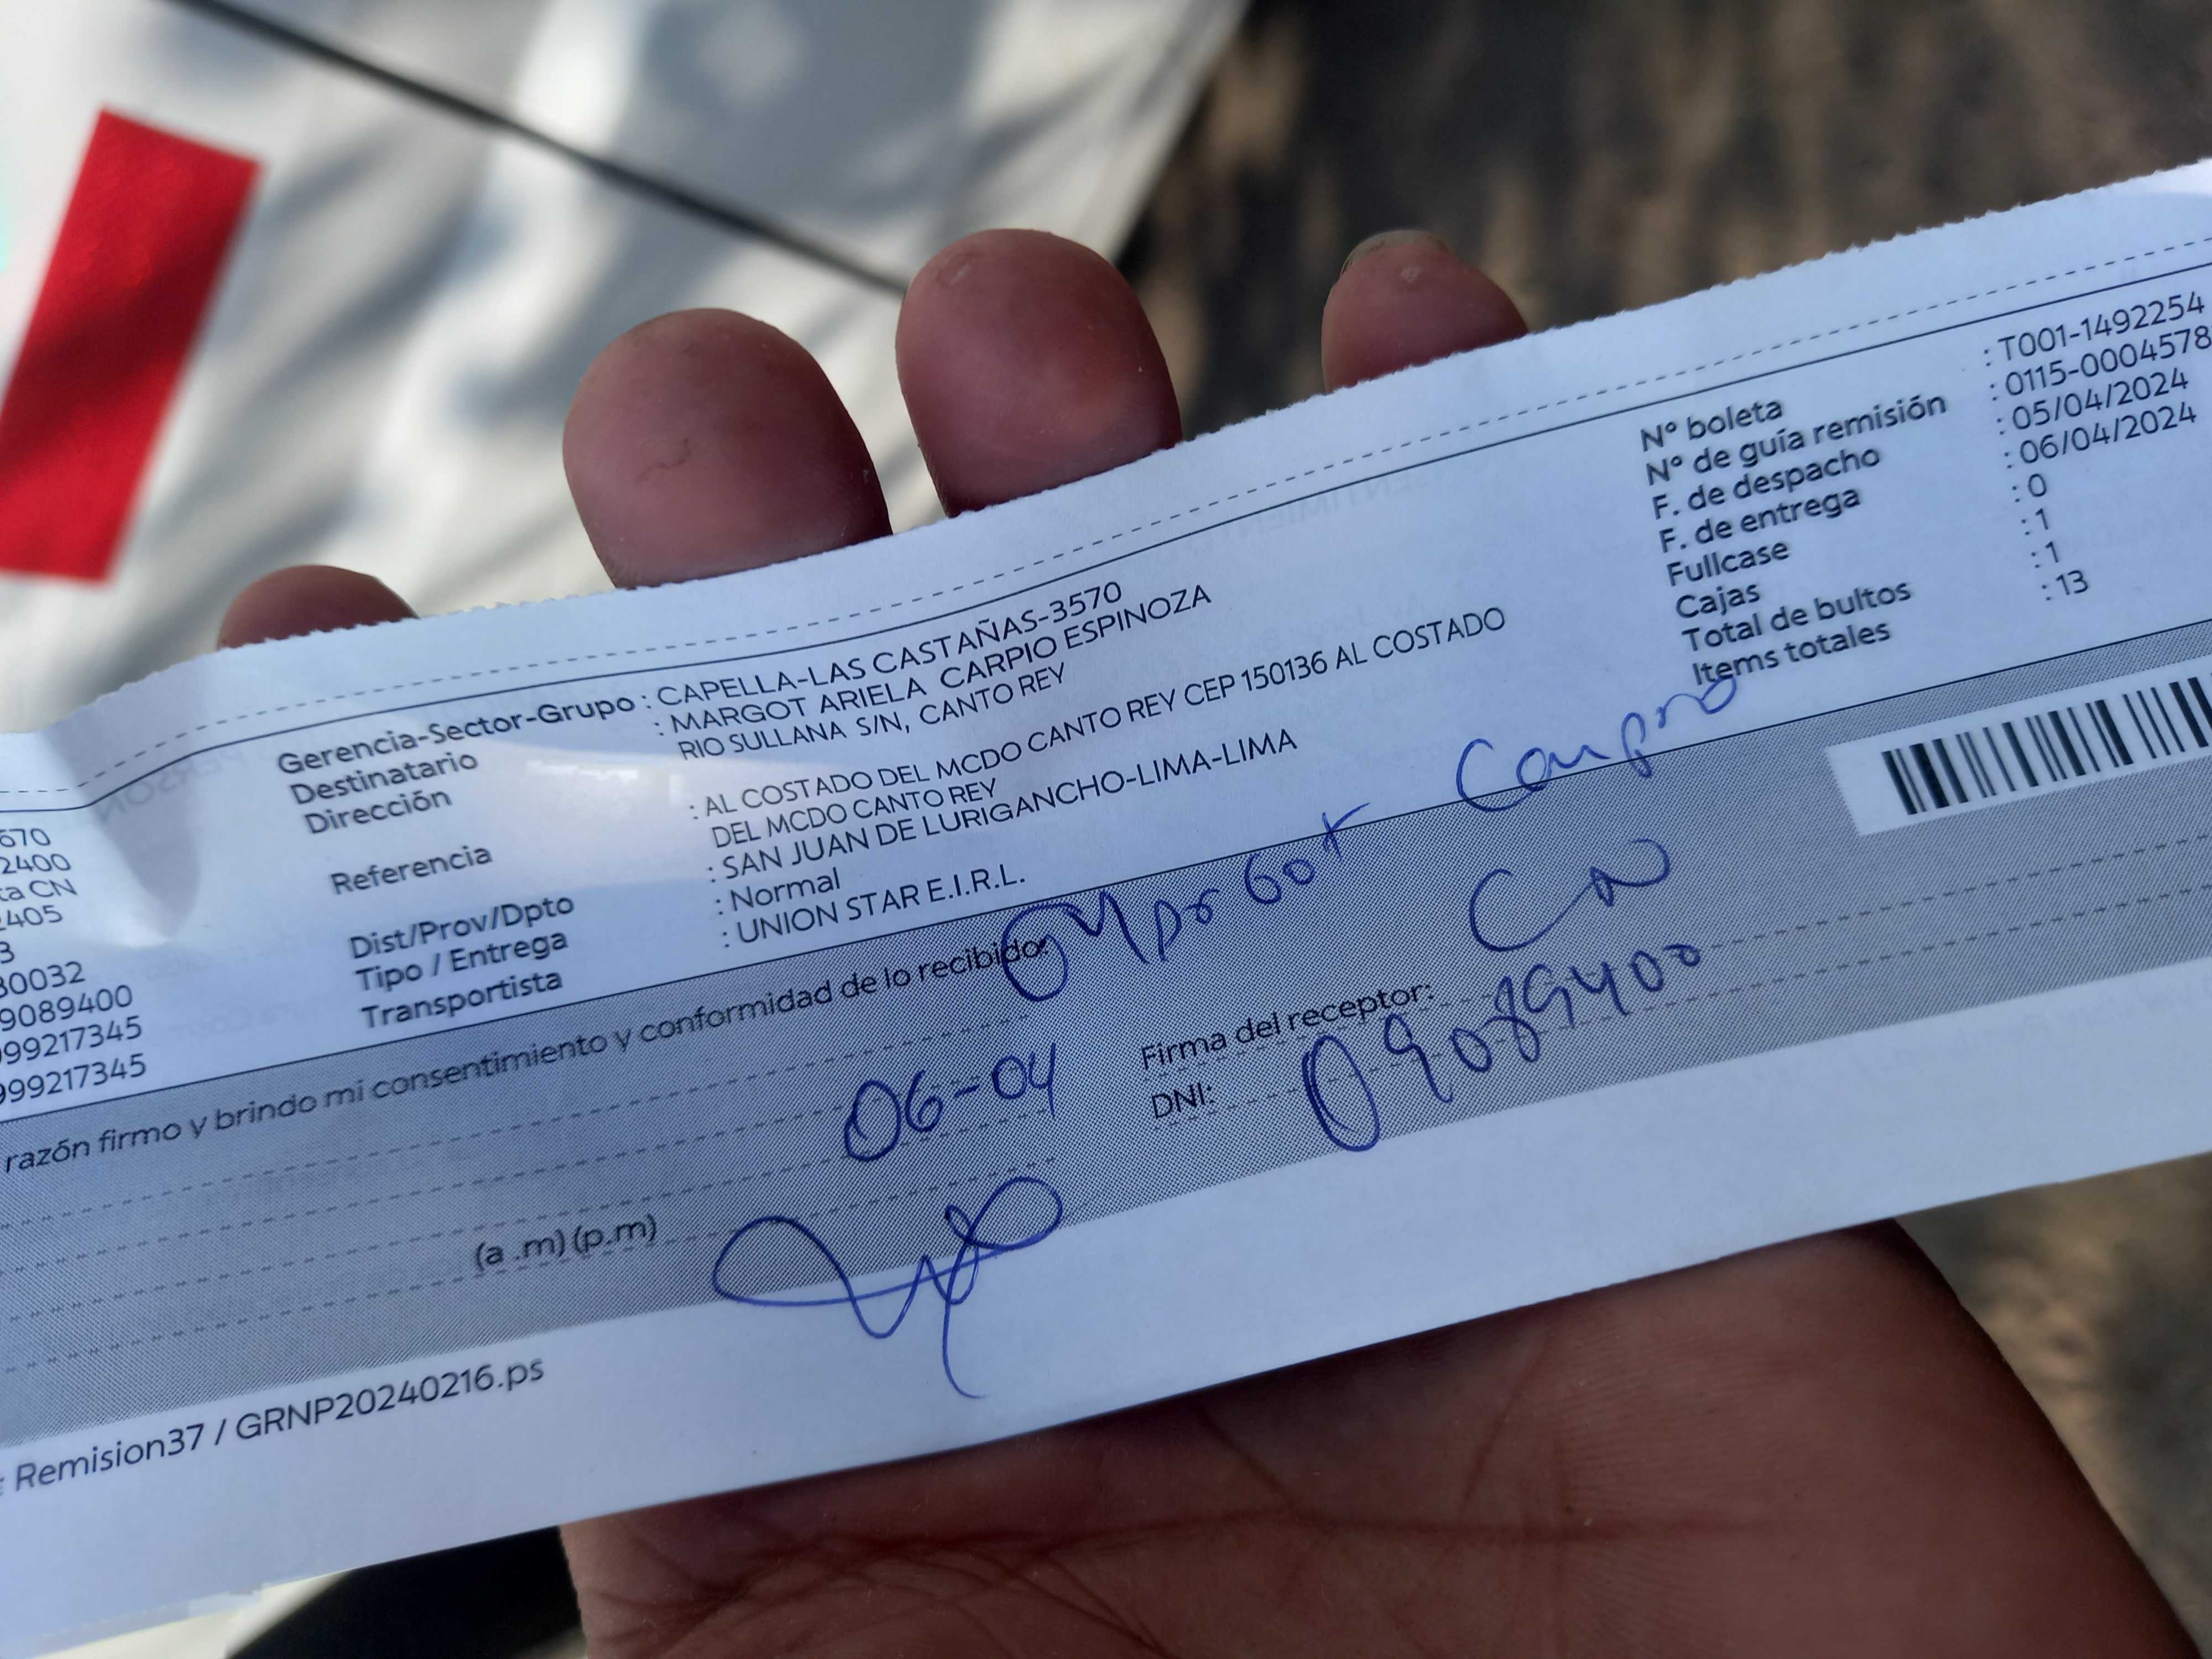 Gerencia-Sector-Grupo : CAPELLA-LAS CASTAÑAS-3570
Destinatario : MARGOT ARIELA CARPIO ESPINOZA
Dirección RIO SULLANA S/N, CANTO REY
Referencia : AL COSTADO DEL MCDO CANTO REY CEP 150136 AL COSTADO
DEL MCDO CANTO REY
Dist/Prov/Dpto : SAN JUAN DE LURIGANCHO-LIMA-LIMA
Tipo / Entrega : Normal
Transportista : UNION STAR E.I.R.L.
N° boleta : T001-1492254
N° de guía remisión : 0115-0004578
F. de despacho : 05/04/2024
F. de entrega : 06/04/2024
Fullcase : 0
Cajas : 1
Total de bultos : 1
Items totales : 13
670
2400
ta CN
2405
3
30032
9089400
999217345
999217345
razón firmo y brindo mi consentimiento y conformidad de lo recibido:
06-04
Firma del receptor:
DNI: 09089400
(a .m) (p.m)
: Remision37 / GRNP20240216.ps